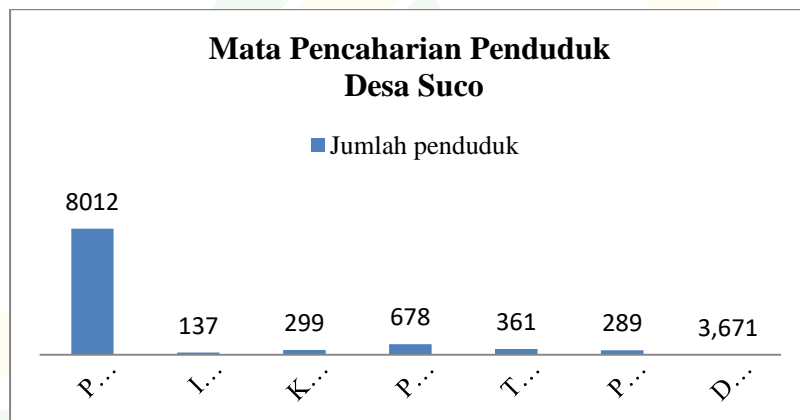 Mata Pencaharian Penduduk
Desa Suco
Jumlah penduduk
8012
137
299
678
361
289
3,671
P...
I...
K...
P...
T...
P...
D...